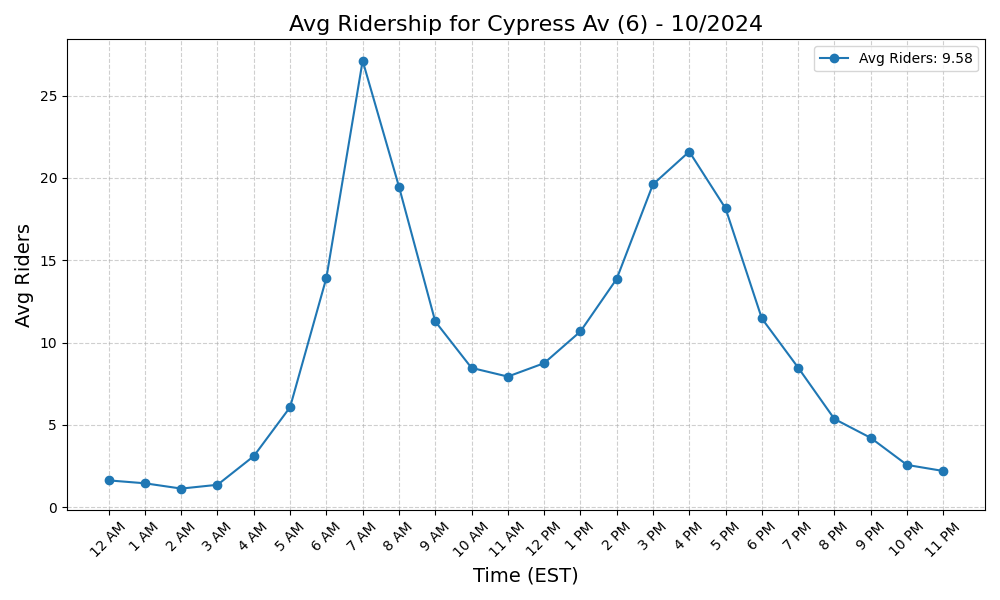 Avg Ridership for Cypress Av (6) - 10/2024
Avg Riders: 9.58
Avg Riders
25
20
15
10
5
0
12 AM
1 AM
2 AM
3 AM
4 AM
5 AM
6 AM
7 AM
8 AM
9 AM
10 AM
11 AM
12 PM
1 PM
2 PM
3 PM
4 PM
5 PM
6 PM
7 PM
8 PM
9 PM
10 PM
11 PM
Time (EST)